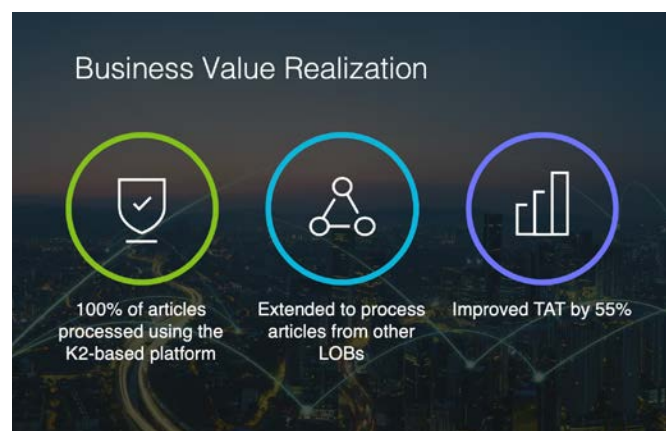 Business Value Realization
100% of articles
processed using the
K2-based platform
Extended to process
articles from other
LOBs
Improved TAT by 55%